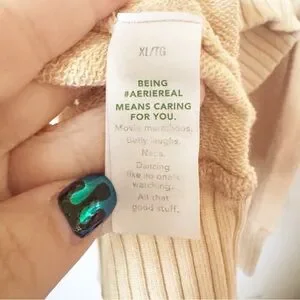 XL/TG
BEING
#AERIEREAL
MEANS CARING
FOR YOU.
Movie marathons.
Belly laughs.
Naps.
Dancing
like no one's
watching.
All that
good stuff.